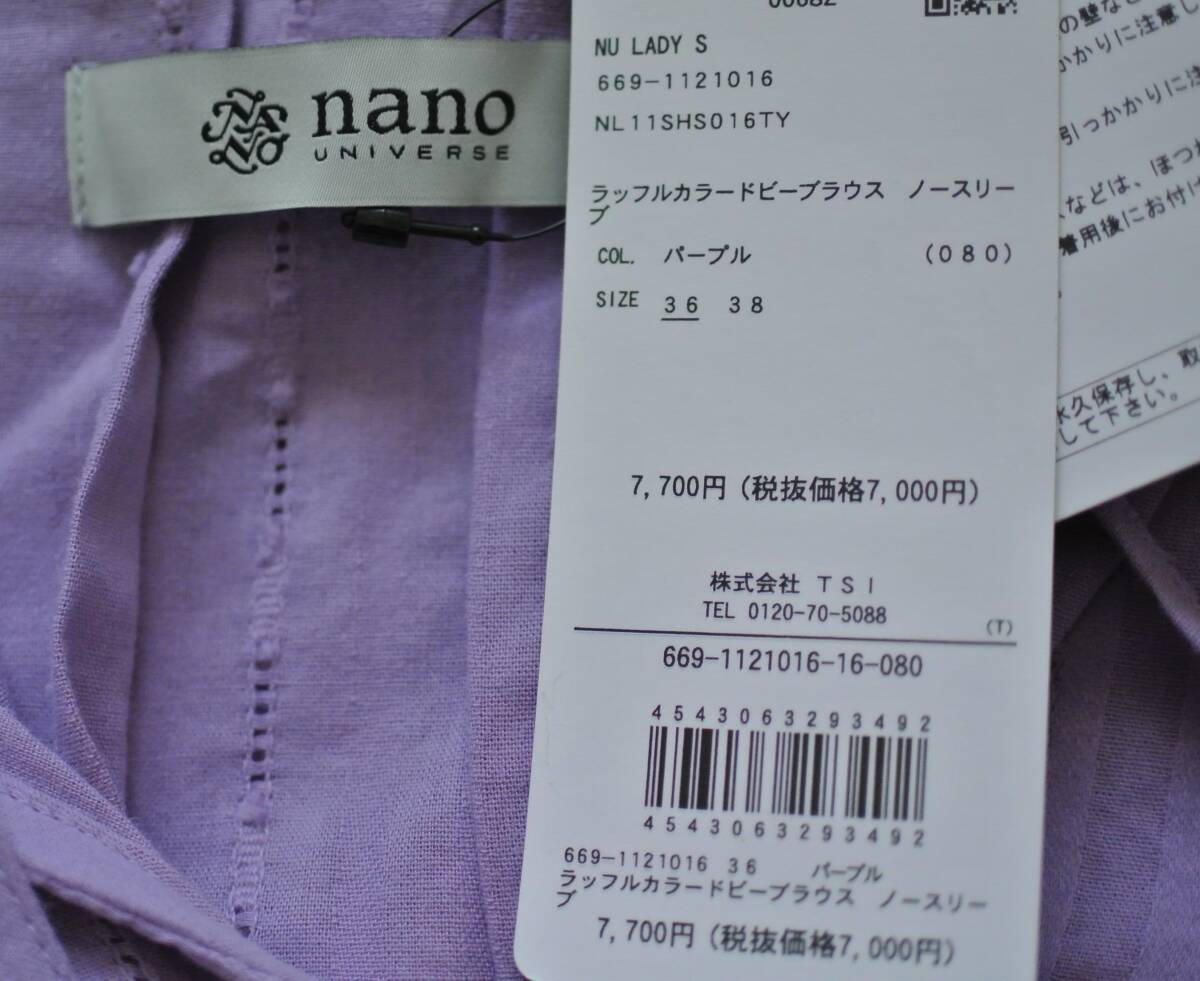 nano
UNIVERSE
NU LADY S
669-1121016
NL11SHS016TY
ラッフルカラードビーブラウス ノースリー
ブ
COL. パープル (080)
SIZE 36 38
7,700円(税抜価格7,000円)
株式会社 TSI
TEL 0120-70-5088
(T)
669-1121016-16-080
4543063293492
4543063293492
669-1121016 36 パープル
ラッフルカラードビーブラウス ノースリー
ブ
7,700円(税抜価格7,000円)
の壁など
かかりに注意し
引っかかりに注
などは、ほつれ
着用後にお付け
永久保存し、取
して下さい。